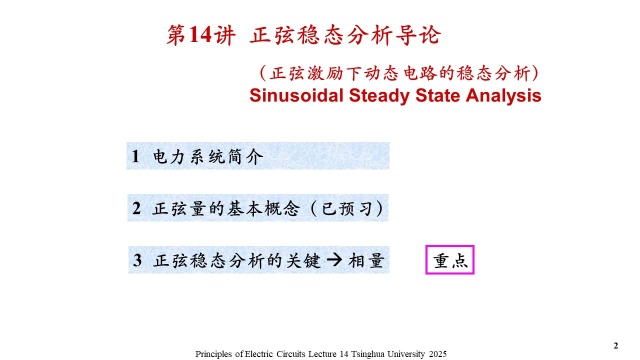 第14讲 正弦稳态分析导论
（正弦激励下动态电路的稳态分析）
Sinusoidal Steady State Analysis
1 电力系统简介
2 正弦量的基本概念（已预习）
3 正弦稳态分析的关键→相量 重点
Principles of Electric Circuits Lecture 14 Tsinghua University 2025
2